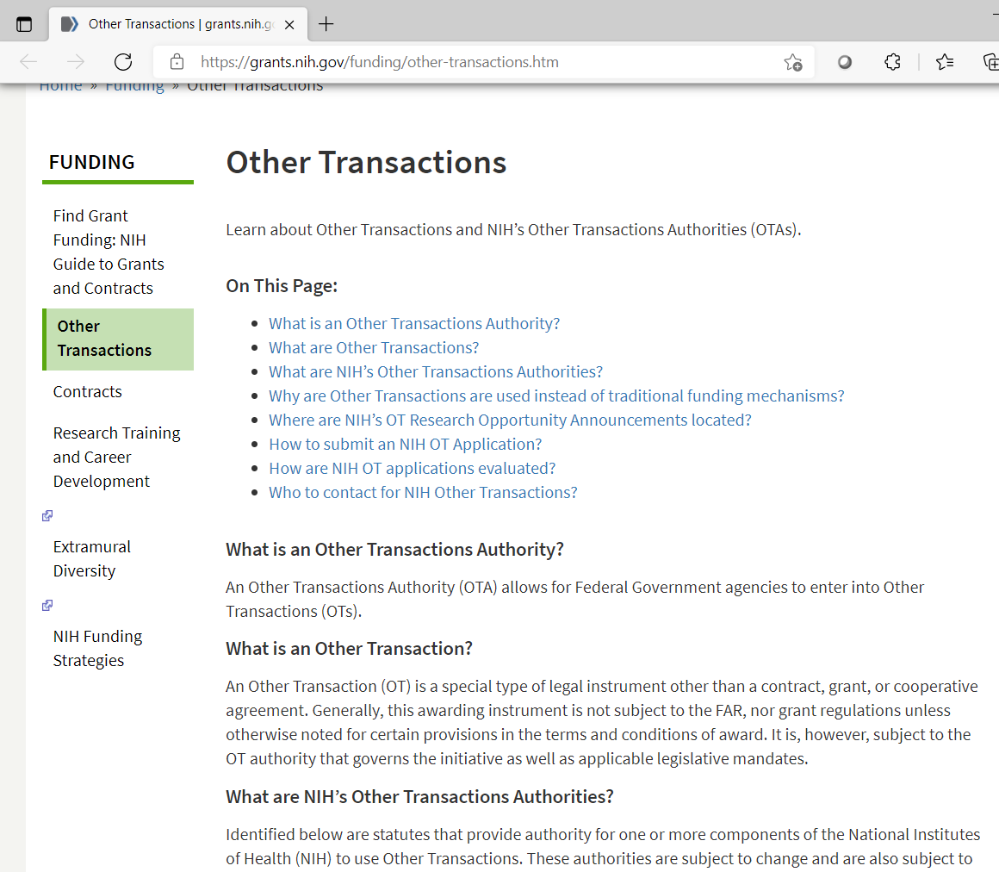 Other Transactions | grants.nih.g
https://grants.nih.gov/funding/other-transactions.htm
Home » Funding » Other Transactions
FUNDING
Find Grant
Funding: NIH
Guide to Grants
and Contracts
Other
Transactions
Contracts
Research Training
and Career
Development
Extramural
Diversity
NIH Funding
Strategies
Other Transactions
Learn about Other Transactions and NIH’s Other Transactions Authorities (OTAs).
On This Page:
• What is an Other Transactions Authority?
• What are Other Transactions?
• What are NIH’s Other Transactions Authorities?
• Why are Other Transactions are used instead of traditional funding mechanisms?
• Where are NIH’s OT Research Opportunity Announcements located?
• How to submit an NIH OT Application?
• How are NIH OT applications evaluated?
• Who to contact for NIH Other Transactions?
What is an Other Transactions Authority?
An Other Transactions Authority (OTA) allows for Federal Government agencies to enter into Other
Transactions (OTs).
What is an Other Transaction?
An Other Transaction (OT) is a special type of legal instrument other than a contract, grant, or cooperative
agreement. Generally, this awarding instrument is not subject to the FAR, nor grant regulations unless
otherwise noted for certain provisions in the terms and conditions of award. It is, however, subject to the
OT authority that governs the initiative as well as applicable legislative mandates.
What are NIH’s Other Transactions Authorities?
Identified below are statutes that provide authority for one or more components of the National Institutes
of Health (NIH) to use Other Transactions. These authorities are subject to change and are also subject to